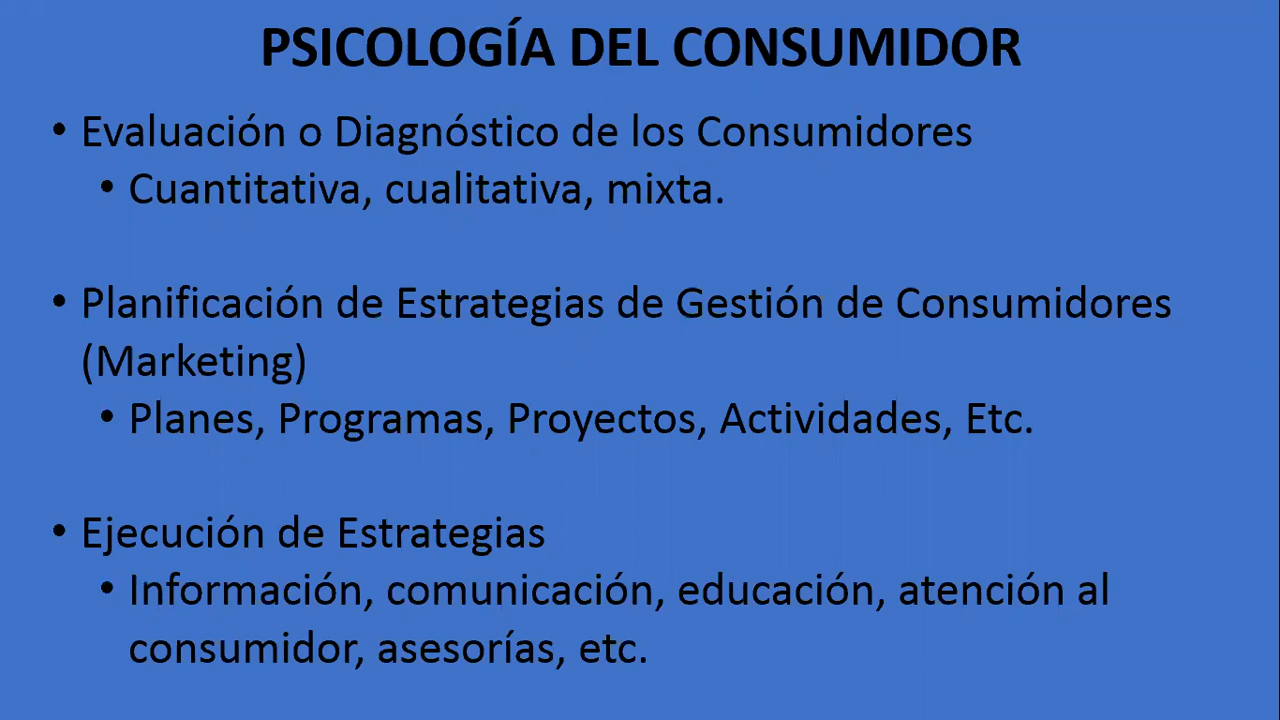 PSICOLOGÍA DEL CONSUMIDOR
• Evaluación o Diagnóstico de los Consumidores
• Cuantitativa, cualitativa, mixta.
• Planificación de Estrategias de Gestión de Consumidores
(Marketing)
• Planes, Programas, Proyectos, Actividades, Etc.
• Ejecución de Estrategias
• Información, comunicación, educación, atención al
consumidor, asesorías, etc.